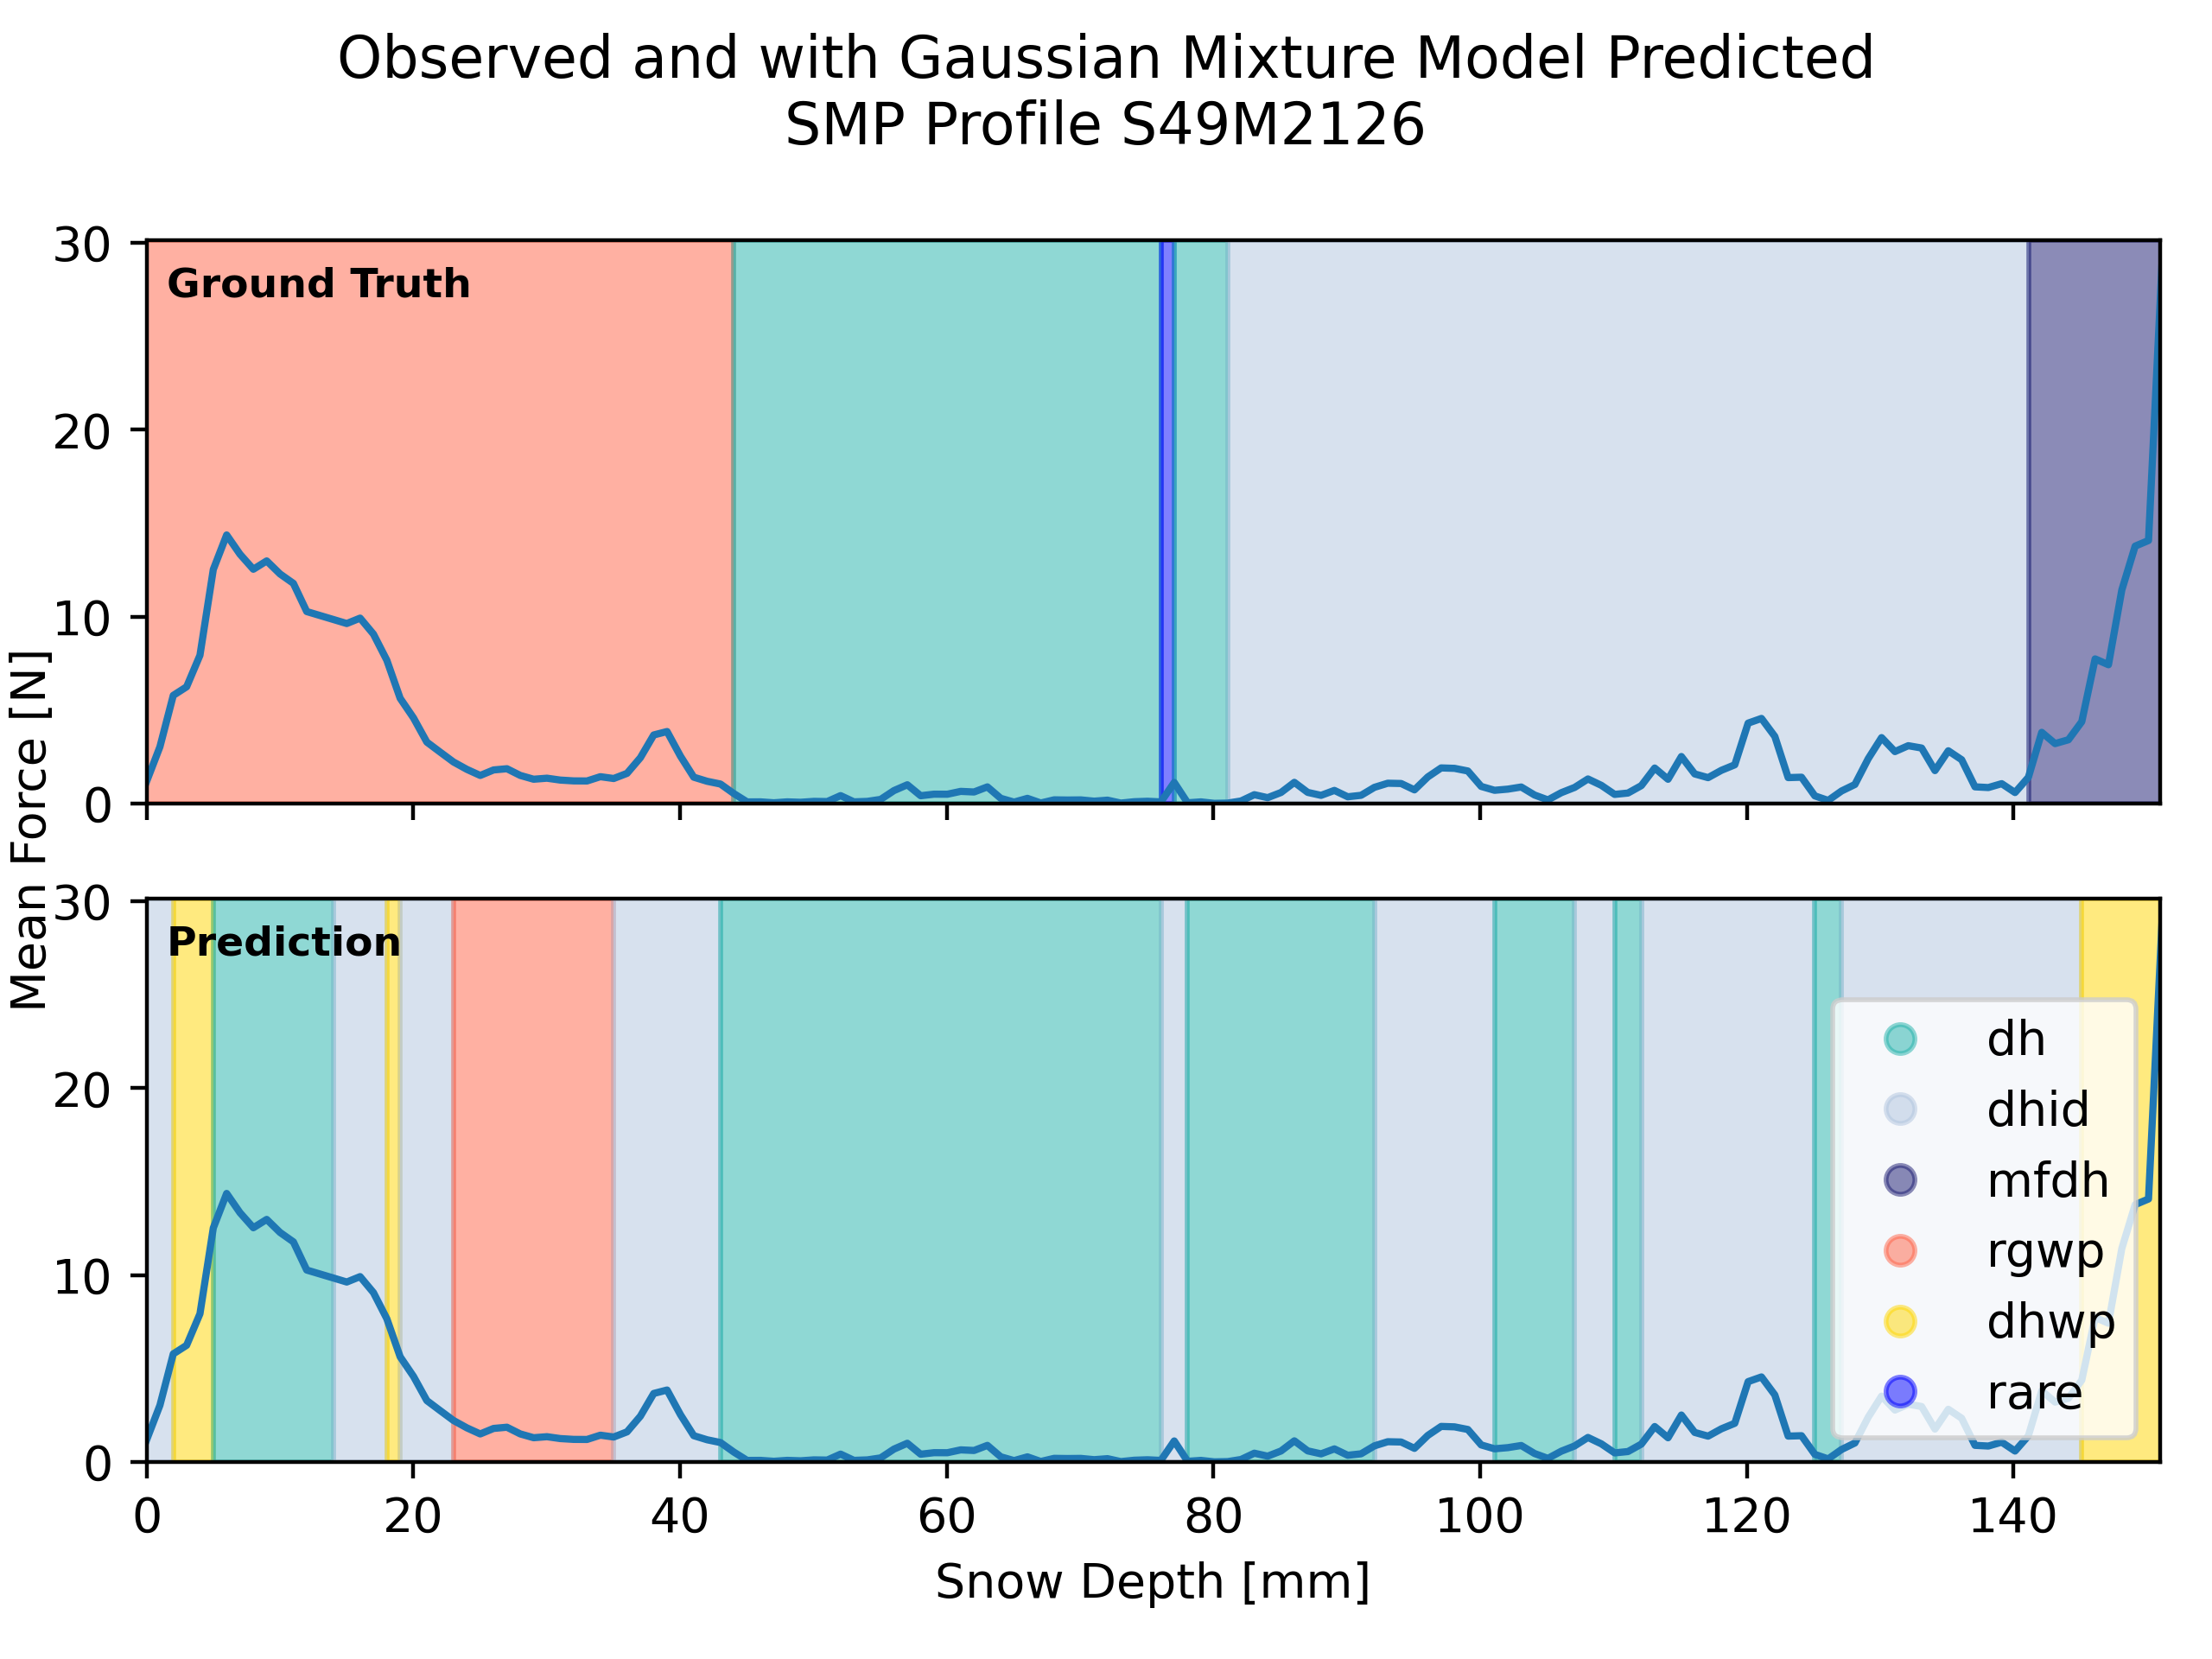 Observed and with Gaussian Mixture Model Predicted
SMP Profile S49M2126
30
Ground Truth
20
10
0
Mean Force [N]
30
Prediction
20
10
0
dh
dhid
mfdh
rgwp
dhwp
rare
0 20 40 60 80 100 120 140
Snow Depth [mm]